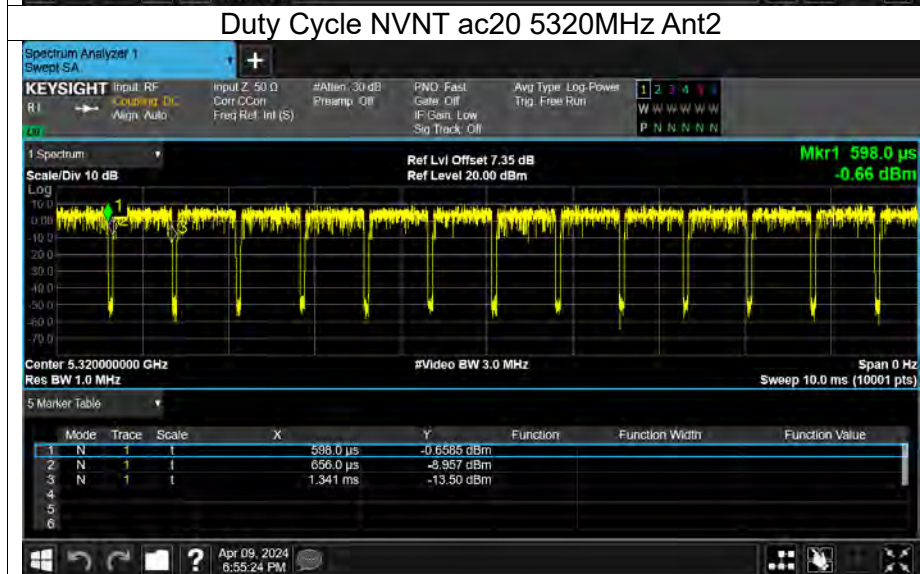 Duty Cycle NVNT ac20 5320MHz Ant2
Spectrum Analyzer 1
Swept SA
+
KEYSIGHT Input: RF Input Z: 50 Ω #Atten: 30 dB PNO: Fast Avg Type: Log-Power 1 2 3 4 5 6
RI Coupling: DC Corr CCorr Preamp: Off Gate: Off Trig: Free Run W W W W W W
Align: Auto Freq Ref: Int (S) IF Gain: Low
Sig Track: Off P N N N N N
1 Spectrum Ref Lvl Offset 7.35 dB Mkr1 598.0 µs
Scale/Div 10 dB Ref Level 20.00 dBm -0.66 dBm
Log
10.0
0.00
-10.0
-20.0
-30.0
-40.0
-50.0
-60.0
-70.0
1
2
3
Center 5.320000000 GHz #Video BW 3.0 MHz Span 0 Hz
Res BW 1.0 MHz Sweep 10.0 ms (10001 pts)
5 Marker Table
Mode Trace Scale X Y Function Function Width Function Value
1 N 1 t 598.0 µs -0.6585 dBm
2 N 1 t 656.0 µs -8.957 dBm
3 N 1 t 1.341 ms -13.50 dBm
4
5
6
? Apr 09, 2024
6:55:24 PM